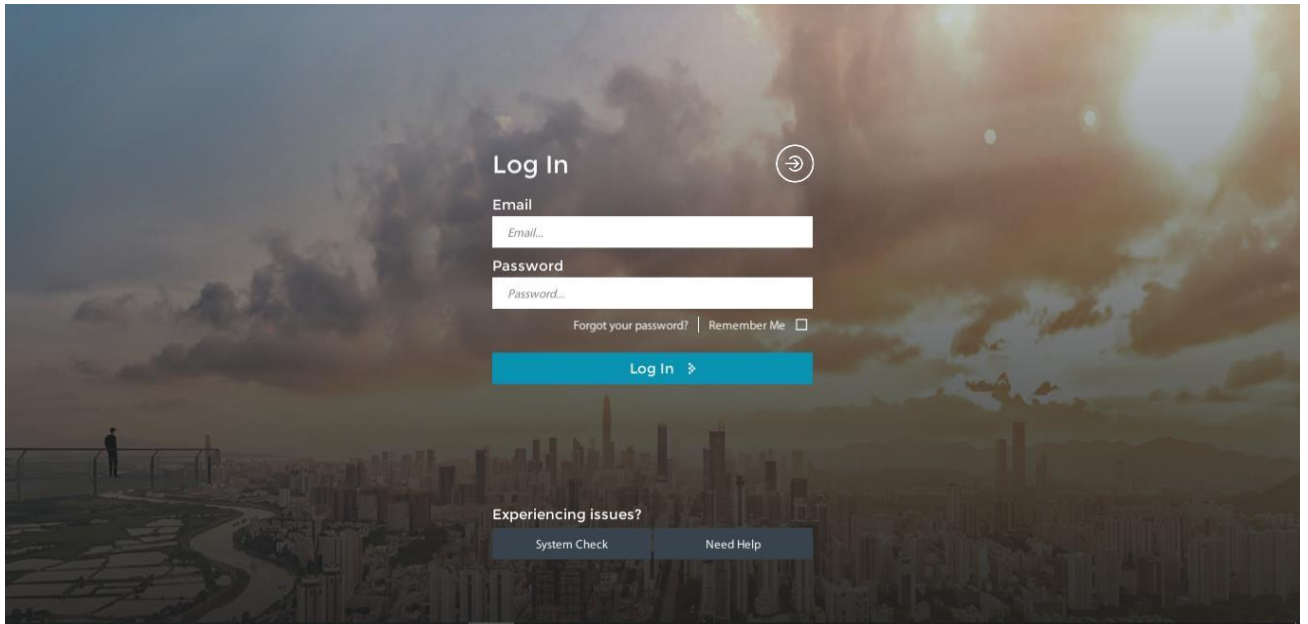 Log In
Email
Email...
Password
Password...
Forgot your password? | Remember Me
Log In
Experiencing issues?
System Check
Need Help